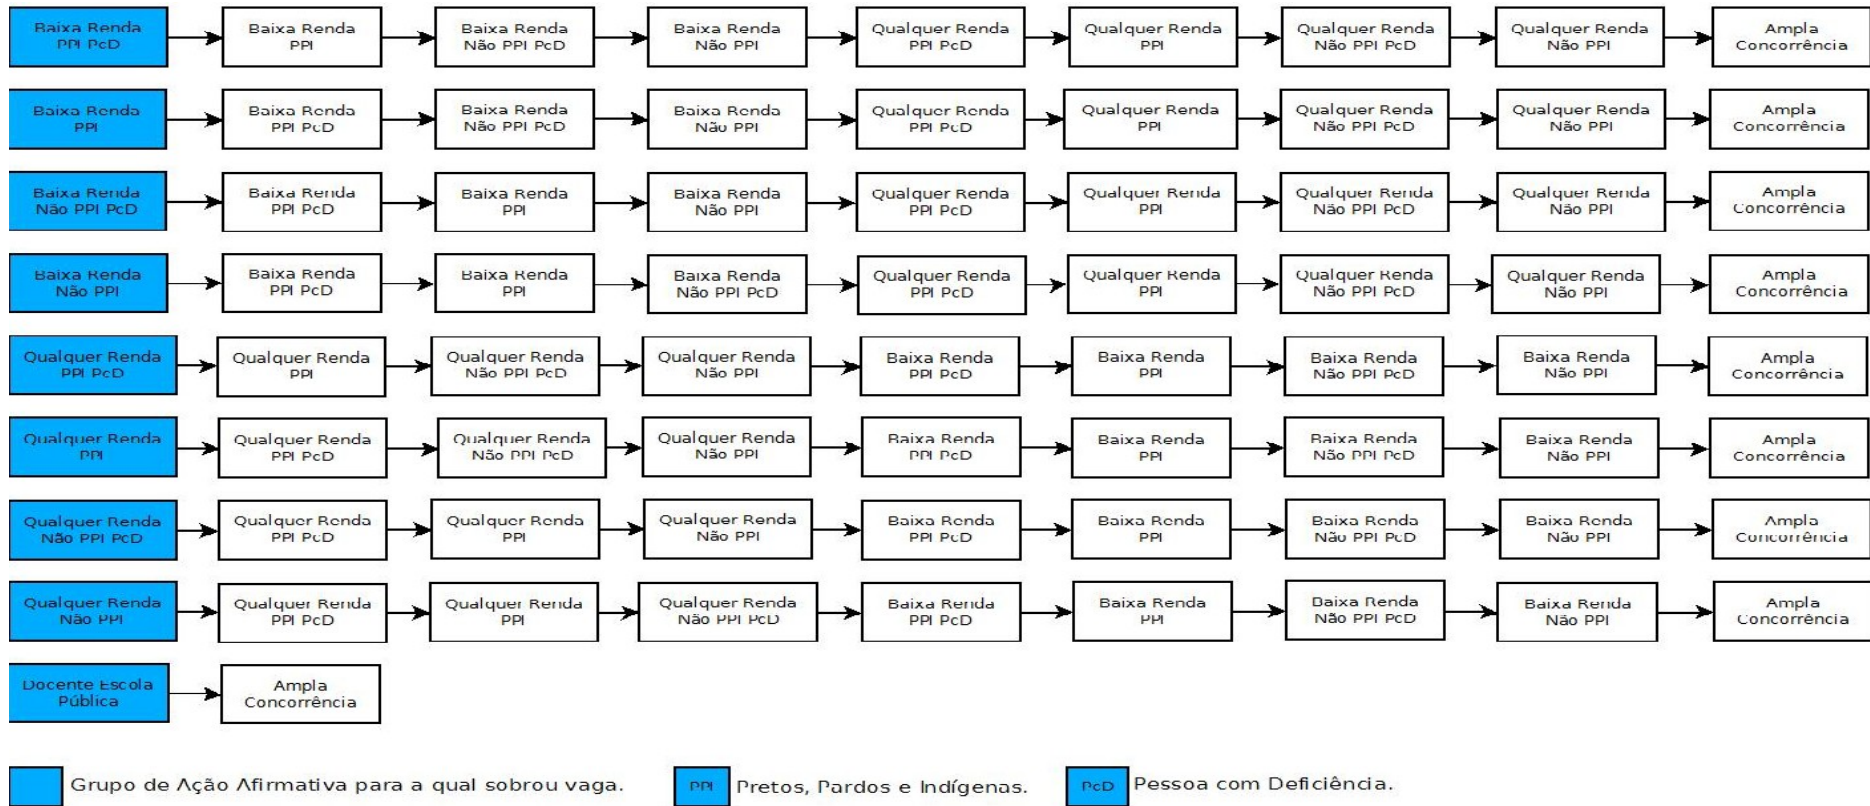 Baixa Renda
PPI PcD
Baixa Renda
PPI
Baixa Renda
Não PPI PcD
Baixa Renda
Não PPI
Qualquer Renda
PPI PcD
Qualquer Renda
PPI
Qualquer Renda
Não PPI PcD
Qualquer Renda
Não PPI
Ampla
Concorrência
Baixa Renda
PPI
Baixa Renda
PPI PcD
Baixa Renda
Não PPI PcD
Baixa Renda
Não PPI
Qualquer Renda
PPI PcD
Qualquer Renda
PPI
Qualquer Renda
Não PPI PcD
Qualquer Renda
Não PPI
Ampla
Concorrência
Baixa Renda
Não PPI PcD
Baixa Renda
PPI PcD
Baixa Renda
PPI
Baixa Renda
Não PPI
Qualquer Renda
PPI PcD
Qualquer Renda
PPI
Qualquer Renda
Não PPI PcD
Qualquer Renda
Não PPI
Ampla
Concorrência
Baixa Renda
Não PPI
Baixa Renda
PPI PcD
Baixa Renda
PPI
Baixa Renda
Não PPI PcD
Qualquer Renda
PPI PcD
Qualquer Renda
PPI
Qualquer Renda
Não PPI PcD
Qualquer Renda
Não PPI
Ampla
Concorrência
Qualquer Renda
PPI PcD
Qualquer Renda
PPI
Qualquer Renda
Não PPI PcD
Qualquer Renda
Não PPI
Baixa Renda
PPI PcD
Baixa Renda
PPI
Baixa Renda
Não PPI PcD
Baixa Renda
Não PPI
Ampla
Concorrência
Qualquer Renda
PPI
Qualquer Renda
PPI PcD
Qualquer Renda
Não PPI PcD
Qualquer Renda
Não PPI
Baixa Renda
PPI PcD
Baixa Renda
PPI
Baixa Renda
Não PPI PcD
Baixa Renda
Não PPI
Ampla
Concorrência
Qualquer Renda
Não PPI PcD
Qualquer Renda
PPI PcD
Qualquer Renda
PPI
Qualquer Renda
Não PPI
Baixa Renda
PPI PcD
Baixa Renda
PPI
Baixa Renda
Não PPI PcD
Baixa Renda
Não PPI
Ampla
Concorrência
Qualquer Renda
Não PPI
Qualquer Renda
PPI PcD
Qualquer Renda
PPI
Qualquer Renda
Não PPI PcD
Baixa Renda
PPI PcD
Baixa Renda
PPI
Baixa Renda
Não PPI PcD
Baixa Renda
Não PPI
Ampla
Concorrência
Docente Escola
Pública
Ampla
Concorrência
Grupo de Ação Afirmativa para a qual sobrou vaga.
PPI Pretos, Pardos e Indígenas.
PcD Pessoa com Deficiência.